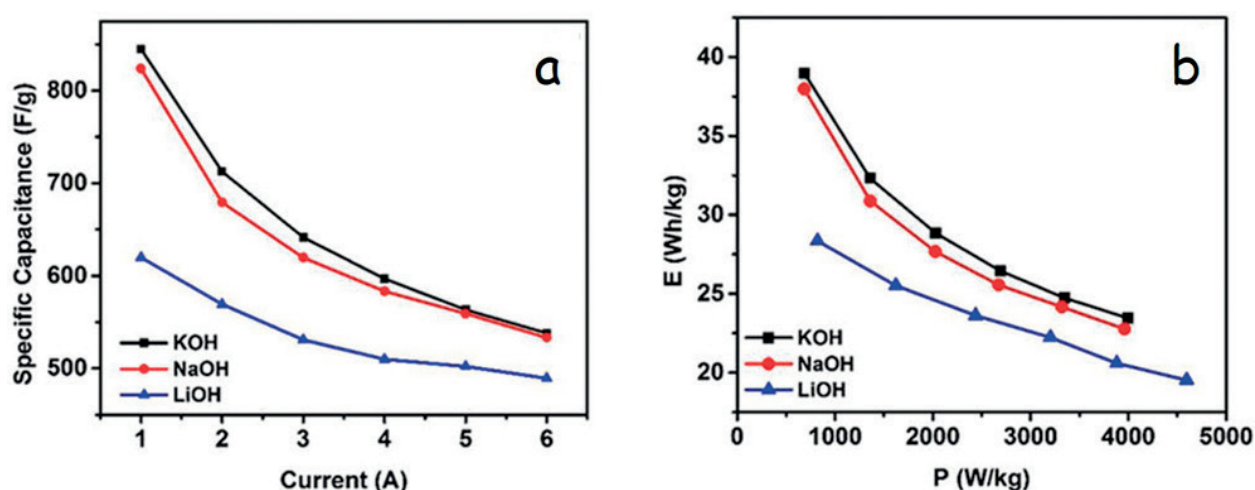 a
Specific Capacitance (F/g)
800
700
600
500
KOH
NaOH
LiOH
1 2 3 4 5 6
Current (A)
b
E (Wh/kg)
40
35
30
25
20
KOH
NaOH
LiOH
0 1000 2000 3000 4000 5000
P (W/kg)